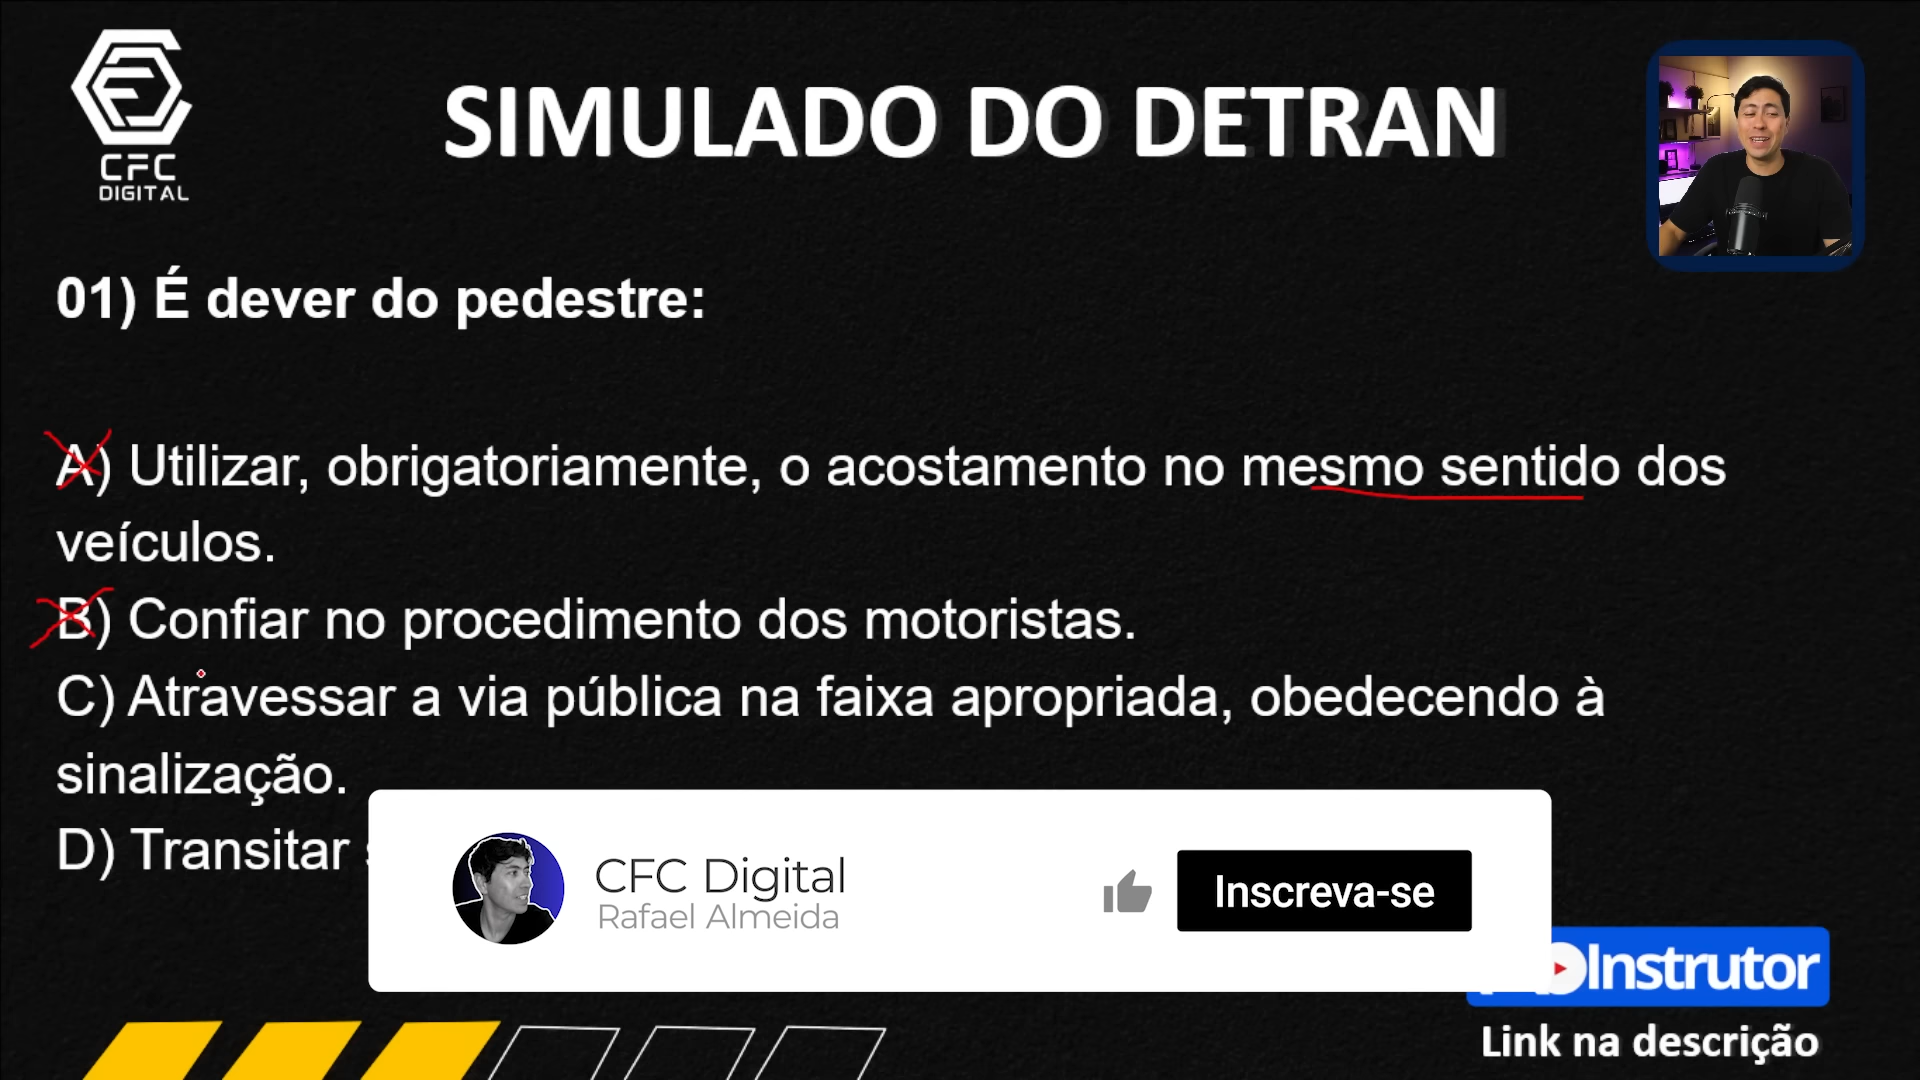 CFC
DIGITAL
SIMULADO DO DETRAN
01) É dever do pedestre:
A) Utilizar, obrigatoriamente, o acostamento no mesmo sentido dos
veículos.
B) Confiar no procedimento dos motoristas.
C) Atravessar a via pública na faixa apropriada, obedecendo à
sinalização.
D) Transitar
CFC Digital
Rafael Almeida
Inscreva-se
Instrutor
Link na descrição